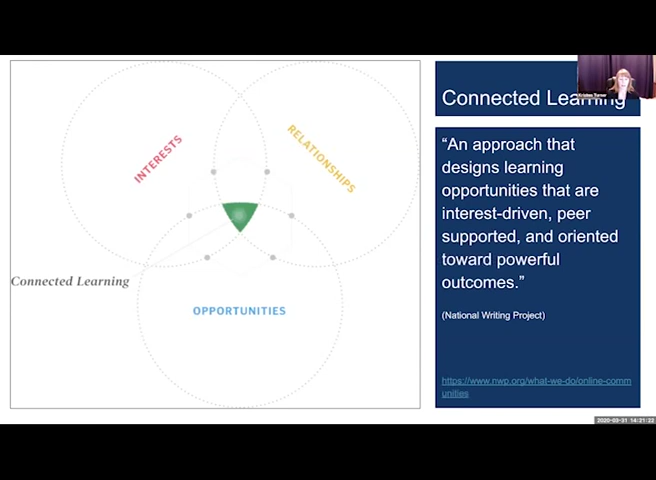 Connected Learning
Kristen Turner
INTERESTS
RELATIONSHIPS
Connected Learning
OPPORTUNITIES
“An approach that
designs learning
opportunities that are
interest-driven, peer
supported, and oriented
toward powerful
outcomes.”
(National Writing Project)
https://www.nwp.org/what-we-do/online-comm
unities
2020-03-31 14:21:22